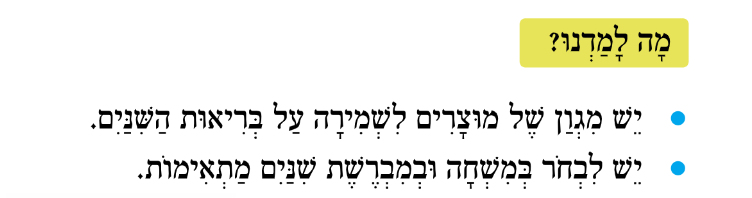 מָה לָמַדְנוּ?
יֵשׁ מִגְוַן שֶׁל מוּצָרִים לִשְׁמִירָה עַל בְּרִיאוּת הַשִּׁנַּיִם.
יֵשׁ לִבְחֹר בְּמִשְׁחָה וּבְמִבְרֶשֶׁת שִׁנַּיִם מַתְאִימוֹת.